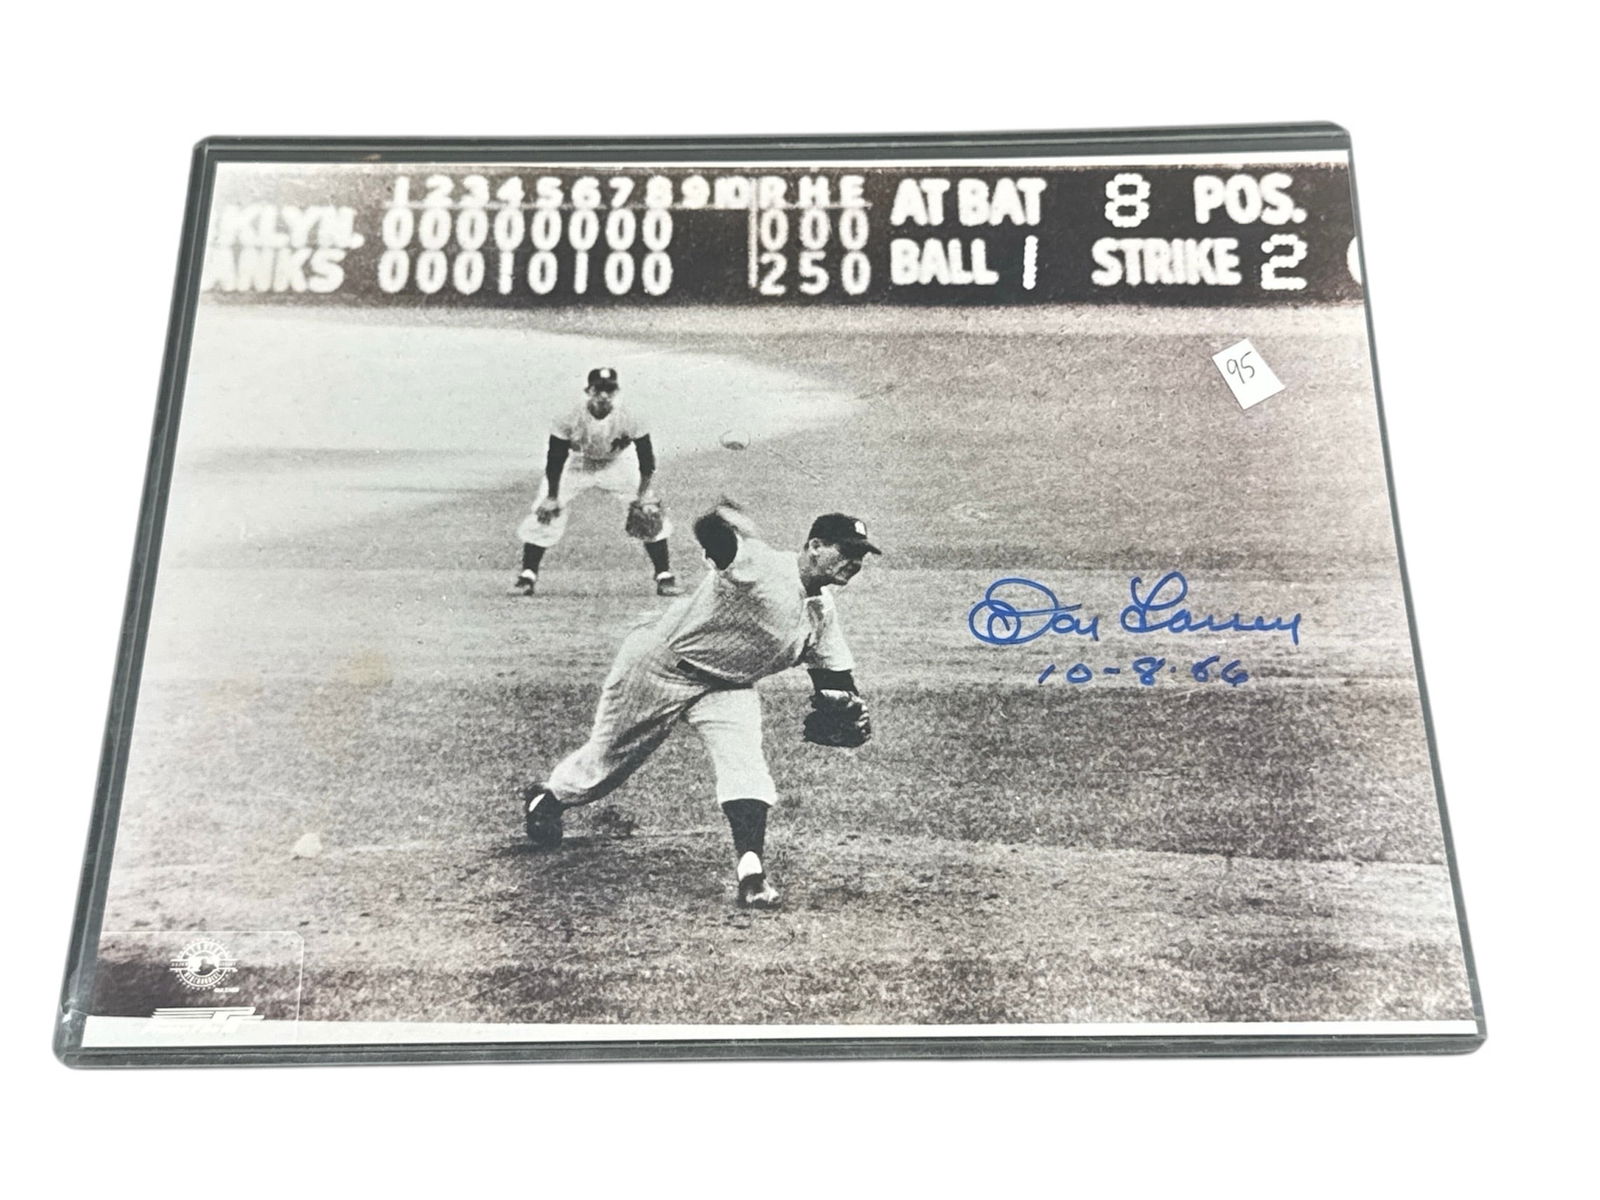 1 2 3 4 5 6 7 8 9 10 R H E AT BAT 8 POS.
KLYN. 0 0 0 0 0 0 0 0 0 0 0 BALL 1 STRIKE 2
ANKS 0 0 0 1 0 1 0 0 2 5 0
95
Don Larsen
10-8-56